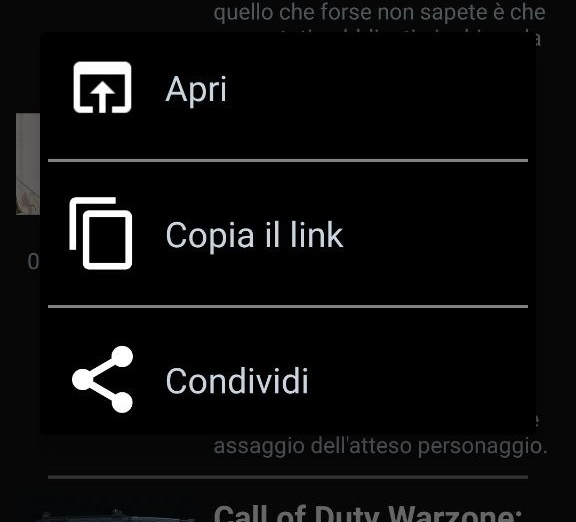 quello che forse non sapete è che
Apri
Copia il link
0
Condividi
assaggio dell'atteso personaggio.
Call of Duty Warzone: